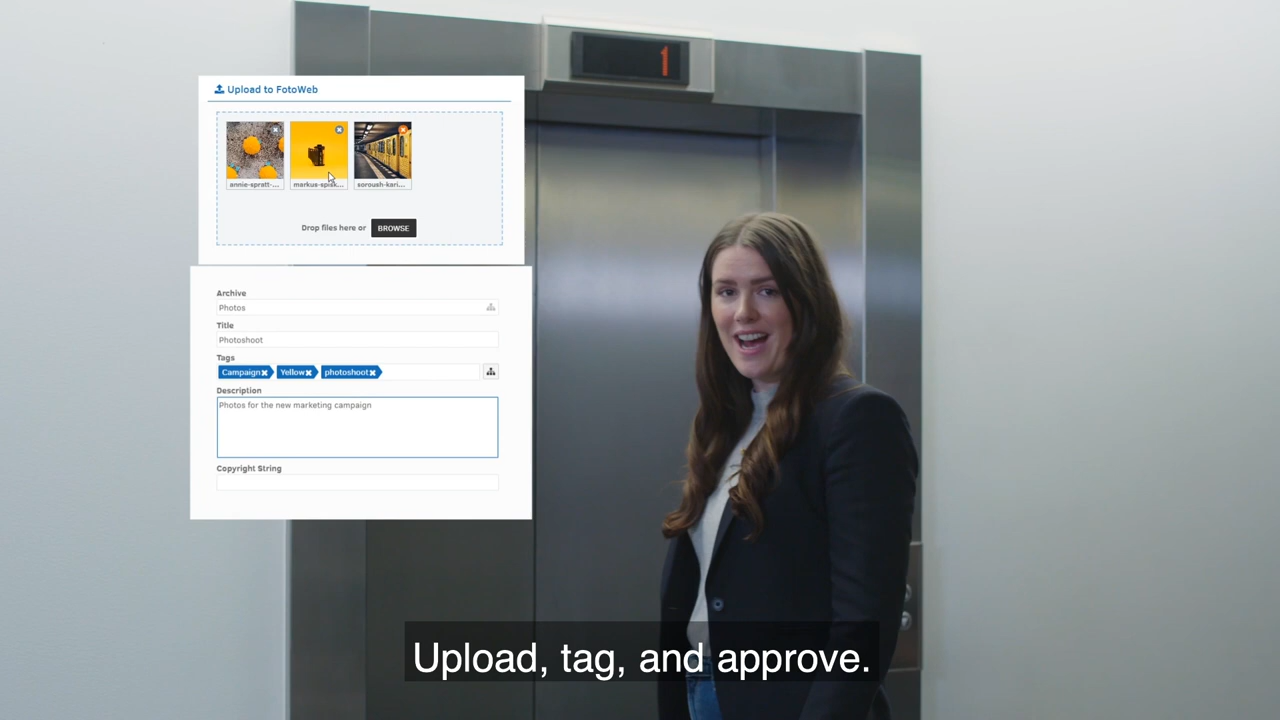 1
Upload to FotoWeb
annie-spratt-...
markus-spisk...
soroush-kari...
Drop files here or BROWSE
Archive
Photos
Title
Photoshoot
Tags
Campaign Yellow photoshoot
Description
Photos for the new marketing campaign
Copyright String
Upload, tag, and approve.